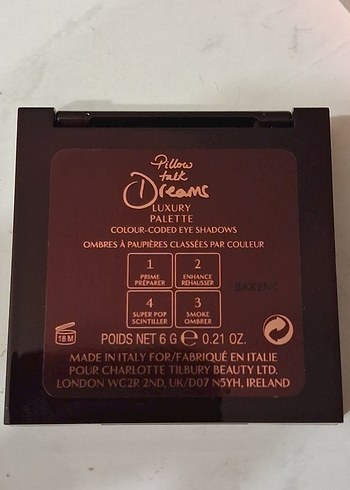 Pillow
talk
Dreams
LUXURY
PALETTE
COLOUR-CODED EYE SHADOWS
OMBRES À PAUPIÈRES CLASSÉES PAR COULEUR
1 2
PRIME ENHANCE
PRÉPARER REHAUSSER
4 3
SUPER POP SMOKE
SCINTILLER OMBRER
18 M
POIDS NET 6 G ℮ 0.21 OZ.
MADE IN ITALY FOR/FABRIQUÉ EN ITALIE
POUR CHARLOTTE TILBURY BEAUTY LTD.
LONDON WC2R 2ND, UK/D07 N5YH, IRELAND